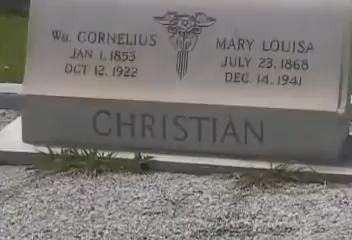 Wm. CORNELIUS
JAN 1, 1853
OCT 12, 1922
MARY LOUISA
JULY 23, 1868
DEC. 14, 1941
CHRISTIAN